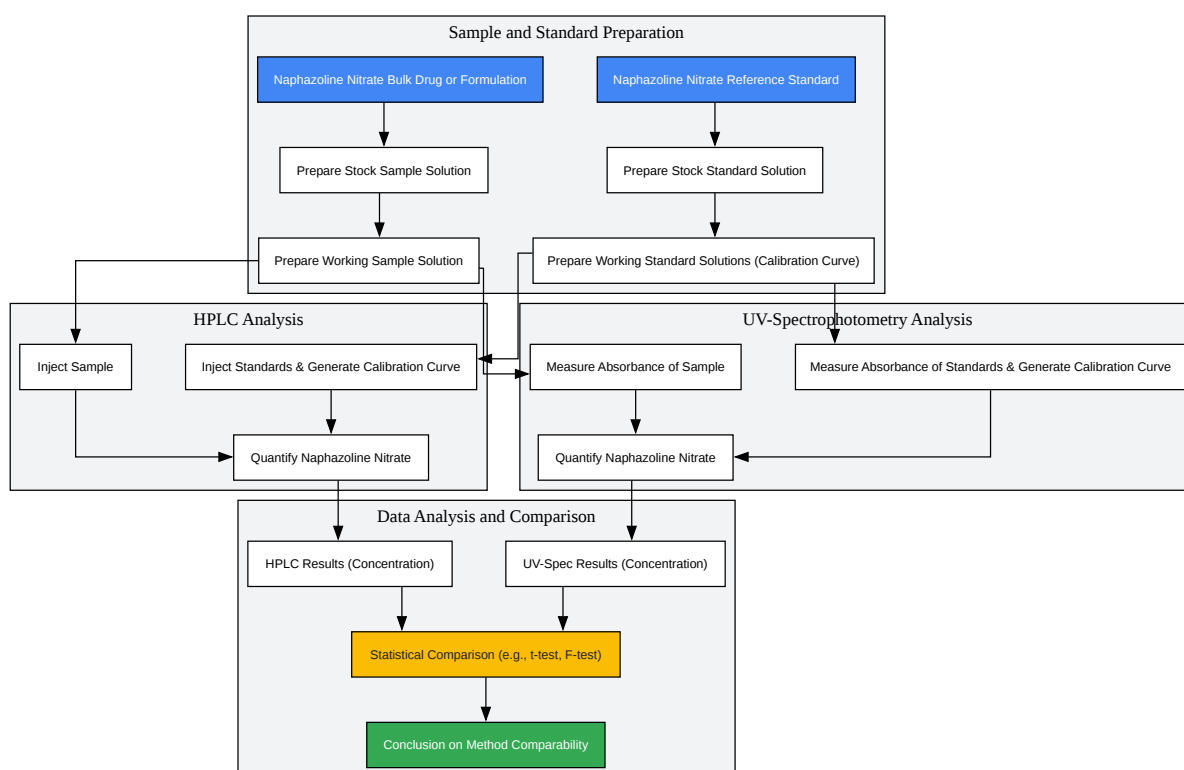 Sample and Standard Preparation
Naphazoline Nitrate Bulk Drug or Formulation
Naphazoline Nitrate Reference Standard
Prepare Stock Sample Solution
Prepare Stock Standard Solution
Prepare Working Sample Solution
Prepare Working Standard Solutions (Calibration Curve)
HPLC Analysis
UV-Spectrophotometry Analysis
Inject Sample
Inject Standards & Generate Calibration Curve
Measure Absorbance of Sample
Measure Absorbance of Standards & Generate Calibration Curve
Quantify Naphazoline Nitrate
Quantify Naphazoline Nitrate
Data Analysis and Comparison
HPLC Results (Concentration)
UV-Spec Results (Concentration)
Statistical Comparison (e.g., t-test, F-test)
Conclusion on Method Comparability